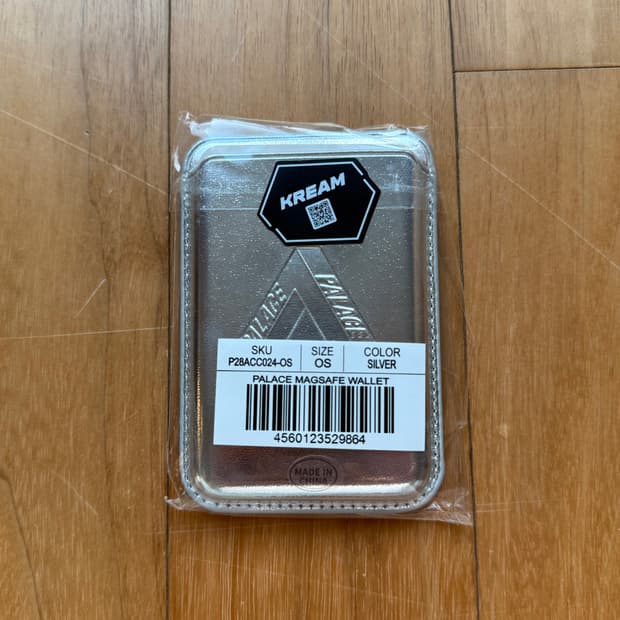 KREAM
PALACE
PALACE
SKU
P28ACC024-OS
SIZE
OS
COLOR
SILVER
PALACE MAGSAFE WALLET
4560123529864
MADE IN
CHINA